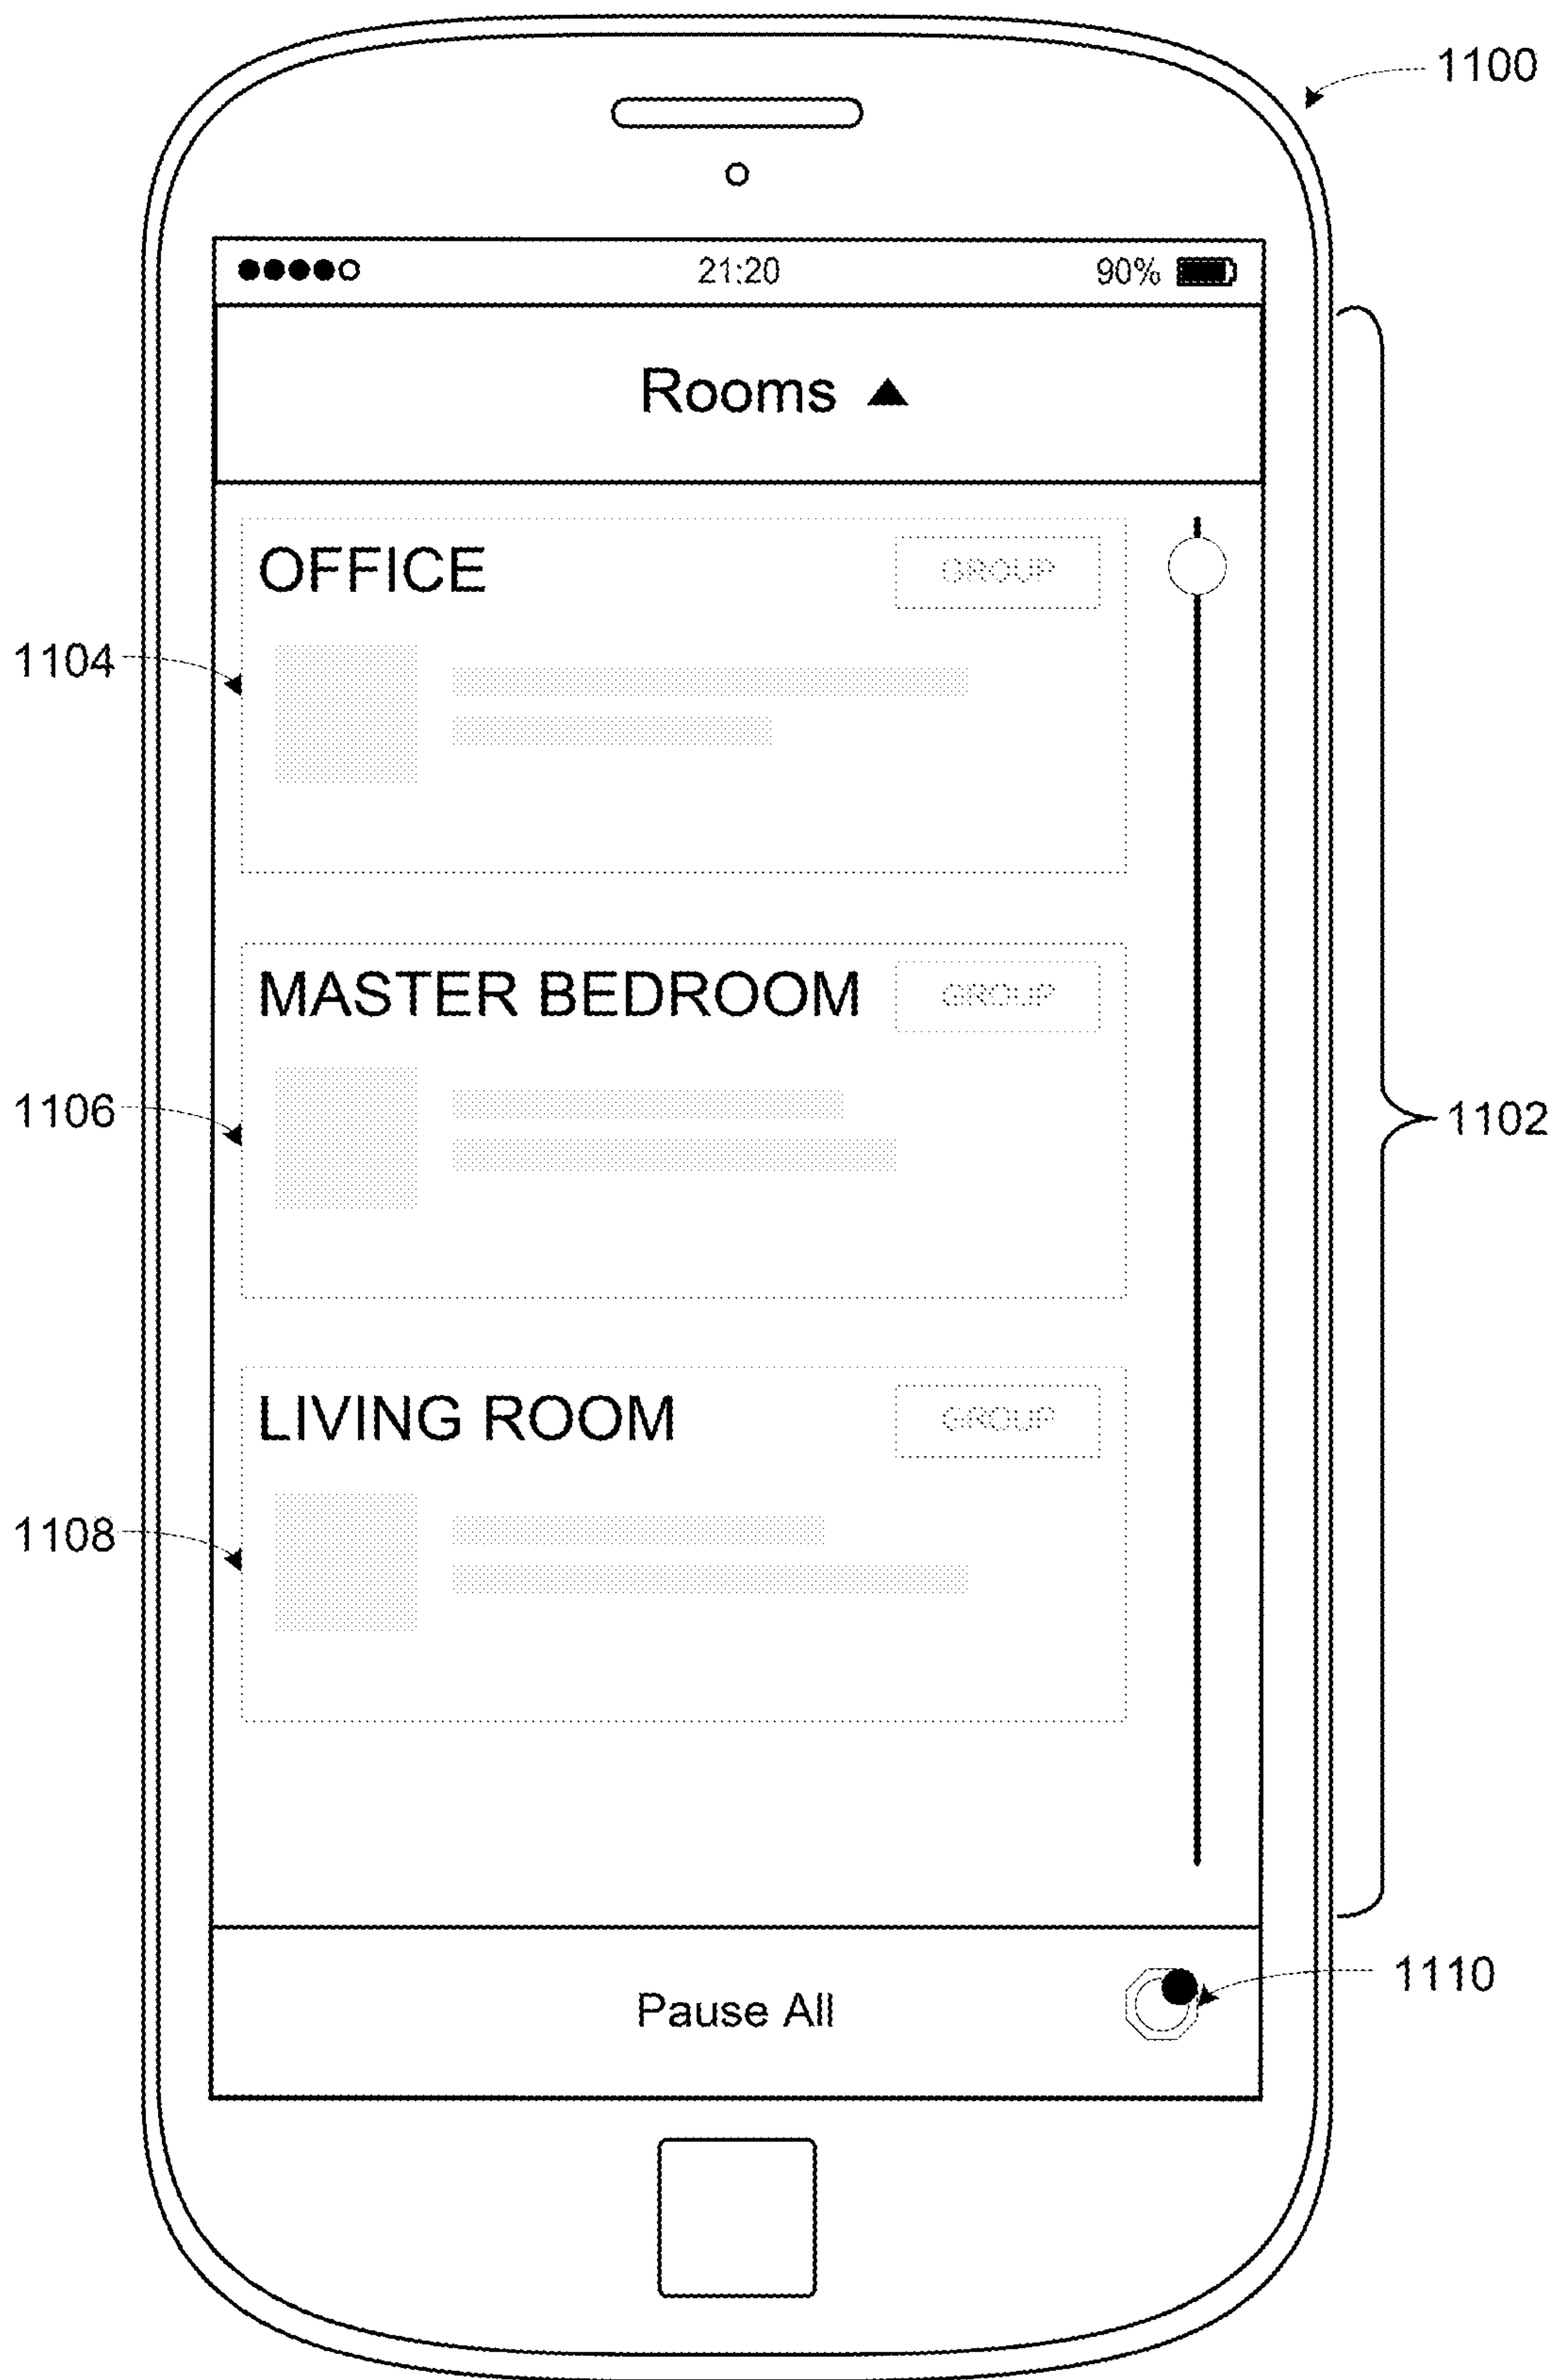 1100
21:20 90%
Rooms
OFFICE GROUP
1104
MASTER BEDROOM GROUP
1106
1102
LIVING ROOM GROUP
1108
1110
Pause All